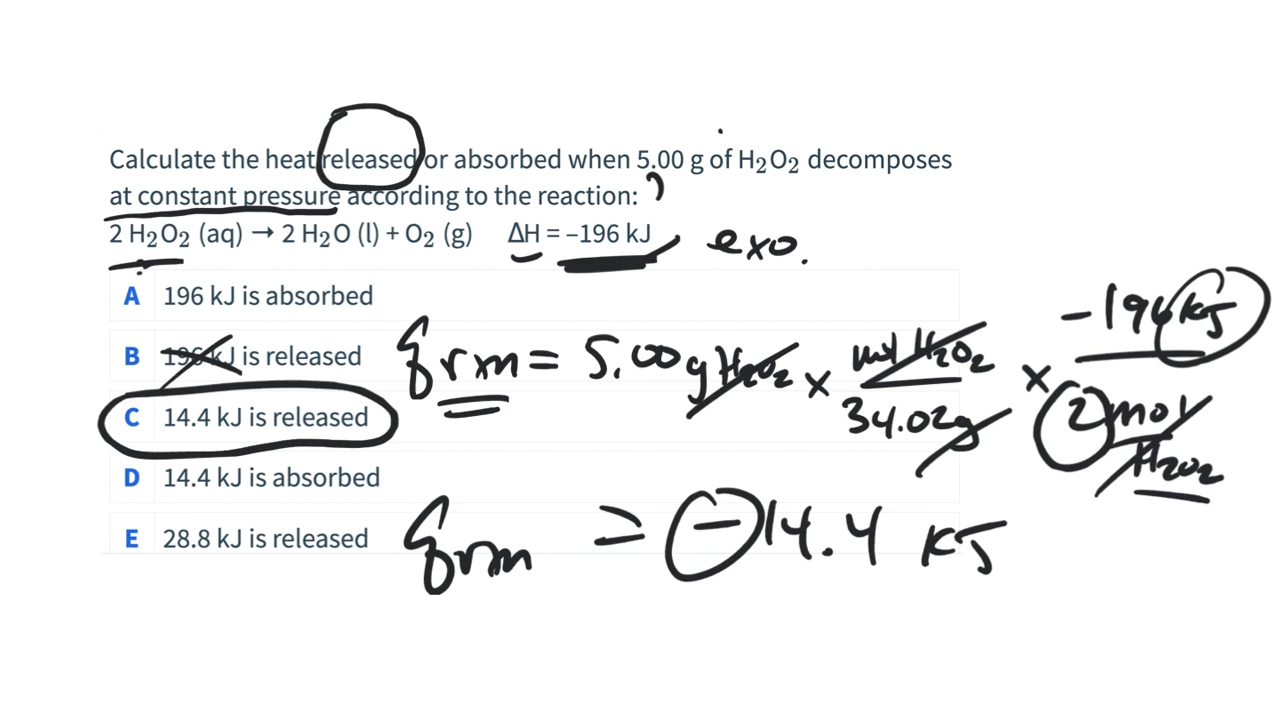 Calculate the heat released or absorbed when 5.00 g of H₂O₂ decomposes
at constant pressure according to the reaction:
2 H₂O₂ (aq) → 2 H₂O (l) + O₂ (g) ΔH = –196 kJ
exo.
A 196 kJ is absorbed
B 196 kJ is released
C 14.4 kJ is released
D 14.4 kJ is absorbed
E 28.8 kJ is released
qrxn = 5.00g H₂O₂ × mol H₂O₂ / 34.02g × -196 kJ / 2 mol H₂O₂
qrxn = -14.4 kJ